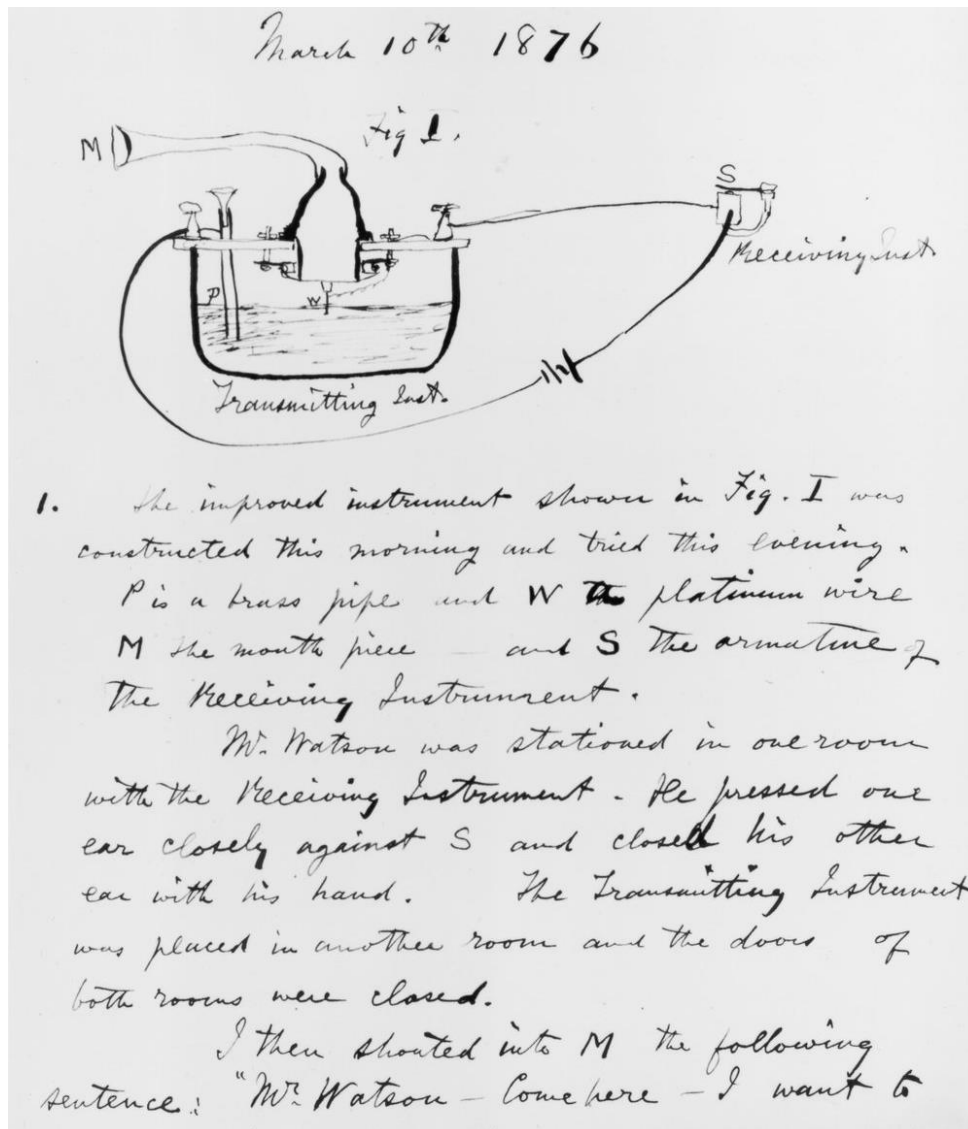 March 10th 1876
Fig I.
M
S
Receiving Inst.
P
W
Transmitting Inst.
1. The improved instrument shown in Fig. I was
constructed this morning and tried this evening.
P is a brass pipe and W the platinum wire
M the mouth piece — and S the armature of
the Receiving Instrument.
Mr. Watson was stationed in one room
with the Receiving Instrument. He pressed one
ear closely against S and closed his other
ear with his hand. The Transmitting Instrument
was placed in another room and the doors of
both rooms were closed.
I then shouted into M the following
sentence: "Mr. Watson — Come here — I want to